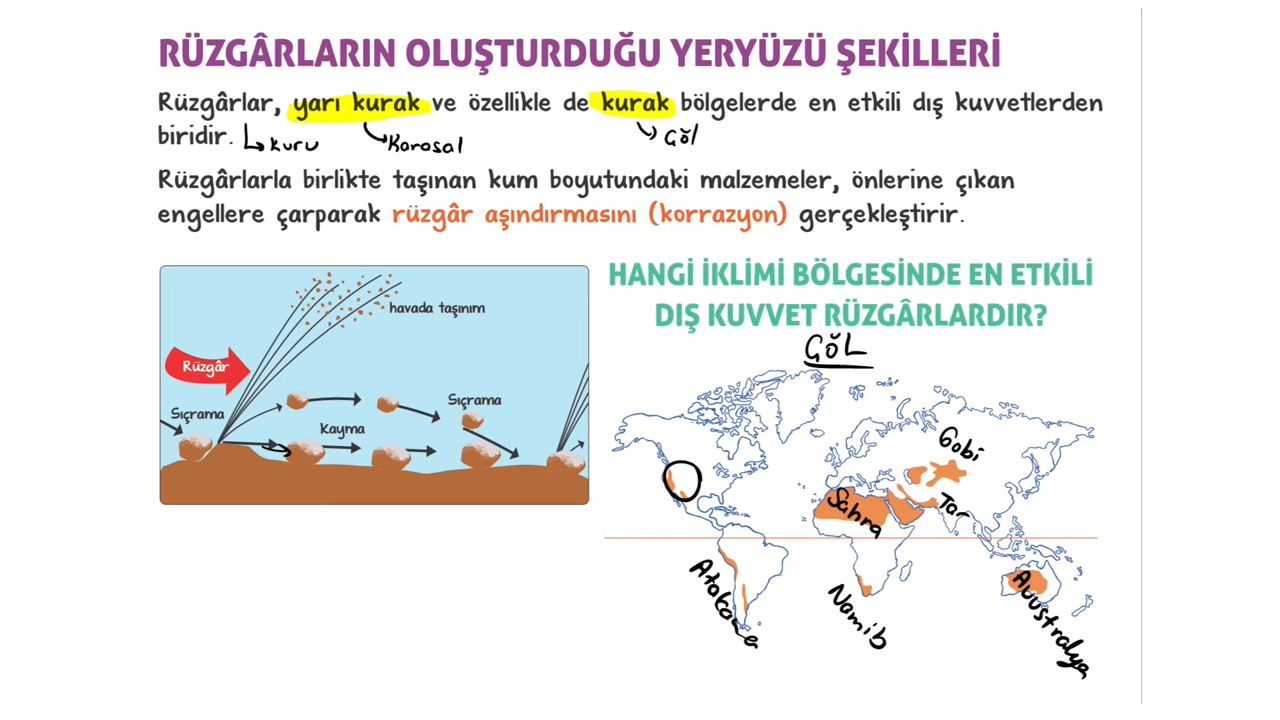 RÜZGÂRLARIN OLUŞTURDUĞU YERYÜZÜ ŞEKİLLERİ
Rüzgârlar, yarı kurak ve özellikle de kurak bölgelerde en etkili dış kuvvetlerden
biridir.
Kuru
Karasal
Çöl
Rüzgârlarla birlikte taşınan kum boyutundaki malzemeler, önlerine çıkan
engellere çarparak rüzgâr aşındırmasını (korrazyon) gerçekleştirir.
havada taşınım
Rüzgâr
Sıçrama
Sıçrama
Kayma
HANGİ İKLİMİ BÖLGESİNDE EN ETKİLİ
DIŞ KUVVET RÜZGÂRLARDIR?
ÇÖL
Gobi
Sahra
Tar
Atakama
Namib
Avustralya